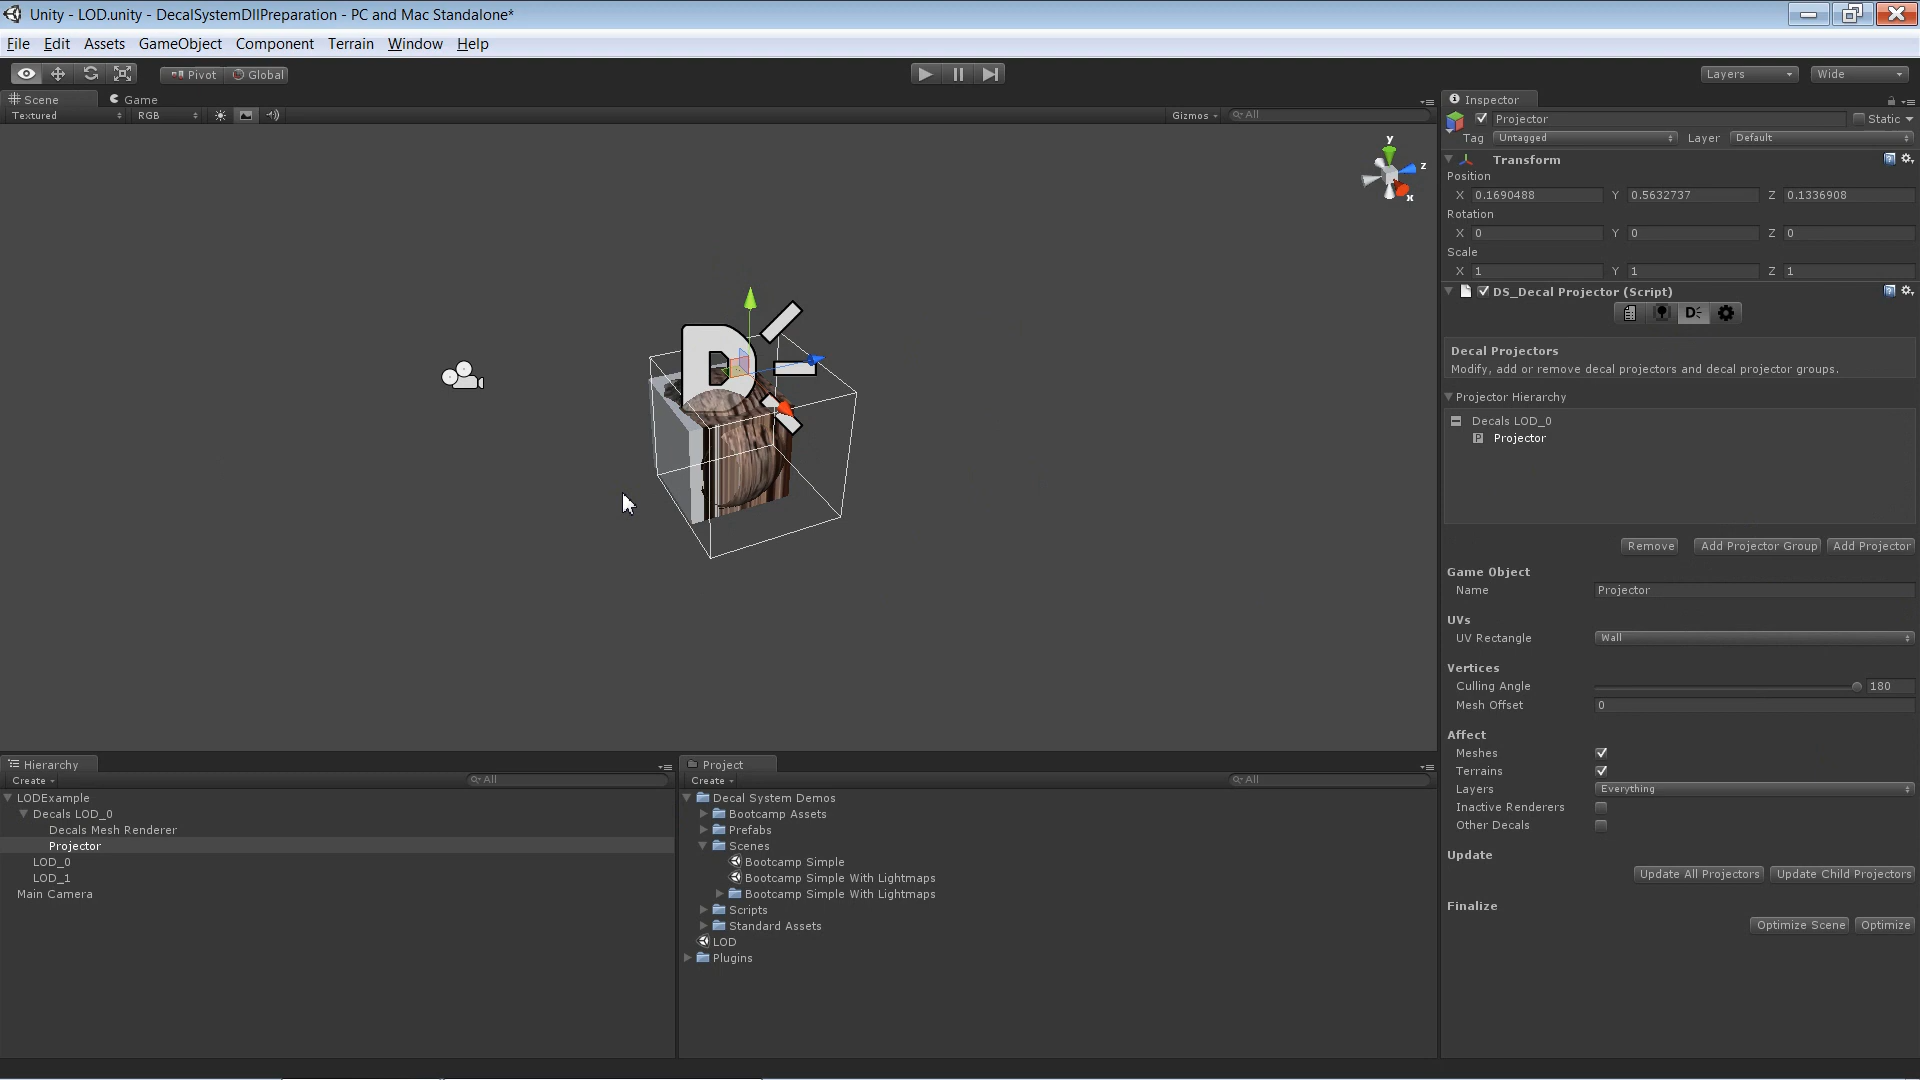 Unity - LOD.unity - DecalSystemDllPreparation - PC and Mac Standalone*
File Edit Assets GameObject Component Terrain Window Help
Pivot Global Layers Wide
Scene Game
Textured RGB Gizmos All
y
z
x
Inspector
Projector Static
Tag Untagged Layer Default
Transform
Position
X 0.1690488 Y 0.5632737 Z 0.1336908
Rotation
X 0 Y 0 Z 0
Scale
X 1 Y 1 Z 1
DS_Decal Projector (Script)
D
Decal Projectors
Modify, add or remove decal projectors and decal projector groups.
Projector Hierarchy
Decals LOD_0
P Projector
Remove Add Projector Group Add Projector
Game Object
Name Projector
UVs
UV Rectangle Wall
Vertices
Culling Angle 180
Mesh Offset 0
Affect
Meshes
Terrains
Layers Everything
Inactive Renderers
Other Decals
Update
Update All Projectors Update Child Projectors
Finalize
Optimize Scene Optimize
D
Hierarchy
Create All
LODExample
Decals LOD_0
Decals Mesh Renderer
Projector
LOD_0
LOD_1
Main Camera
Project
Create All
Decal System Demos
Bootcamp Assets
Prefabs
Scenes
Bootcamp Simple
Bootcamp Simple With Lightmaps
Bootcamp Simple With Lightmaps
Scripts
Standard Assets
LOD
Plugins